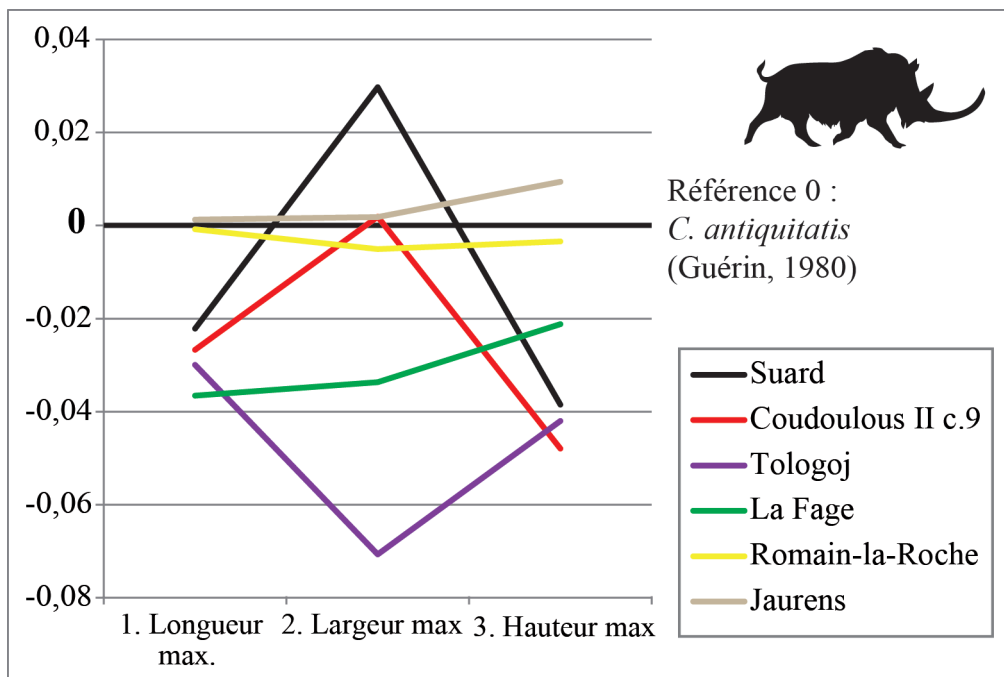 0,04
0,02
0
-0,02
-0,04
-0,06
-0,08
1. Longueur max.
2. Largeur max
3. Hauteur max
Référence 0 :
C. antiquitatis
(Guérin, 1980)
Suard
Coudoulous II c.9
Tologoj
La Fage
Romain-la-Roche
Jaurens